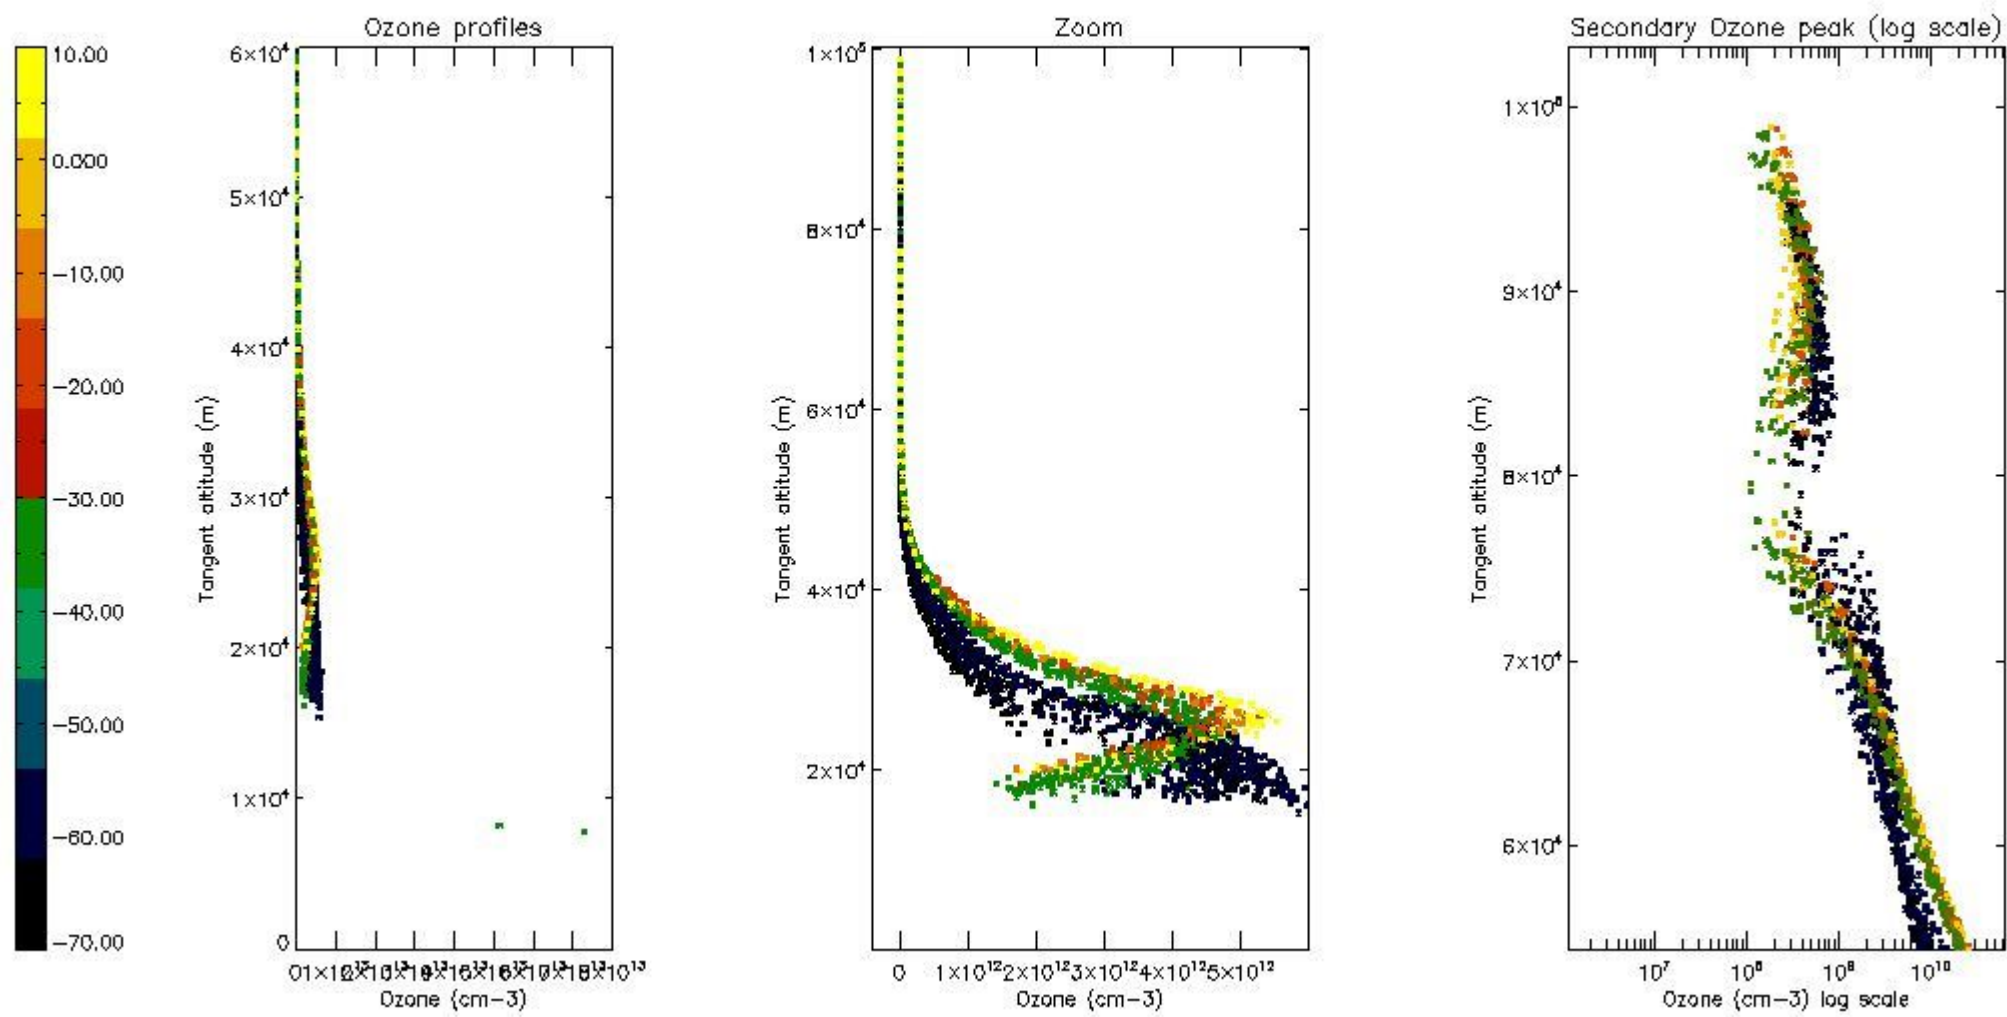 Ozone profiles
Zoom
Secondary Ozone peak (log scale)
10.00
0.000
-10.00
-20.00
-30.00
-40.00
-50.00
-60.00
-70.00
6×10⁴
5×10⁴
4×10⁴
3×10⁴
2×10⁴
1×10⁴
0
Tangent altitude (m)
Ozone (cm-3)
1×10⁵
8×10⁴
6×10⁴
4×10⁴
2×10⁴
Tangent altitude (m)
0 1×10¹² 2×10¹² 3×10¹² 4×10¹² 5×10¹²
Ozone (cm-3)
9×10⁴
8×10⁴
7×10⁴
6×10⁴
Tangent altitude (m)
10⁷ 10⁸ 10⁹ 10¹⁰
Ozone (cm-3) log scale